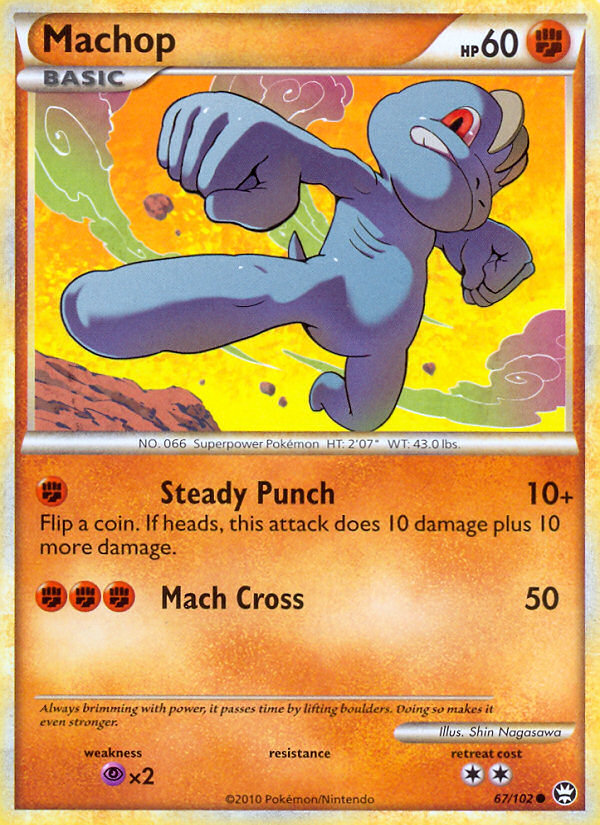 Machop
HP60
BASIC
NO. 066 Superpower Pokémon HT: 2'07" WT: 43.0 lbs.
Steady Punch 10+
Flip a coin. If heads, this attack does 10 damage plus 10
more damage.
Mach Cross 50
Always brimming with power, it passes time by lifting boulders. Doing so makes it
even stronger.
Illus. Shin Nagasawa
weakness resistance retreat cost
×2
©2010 Pokémon/Nintendo 67/102